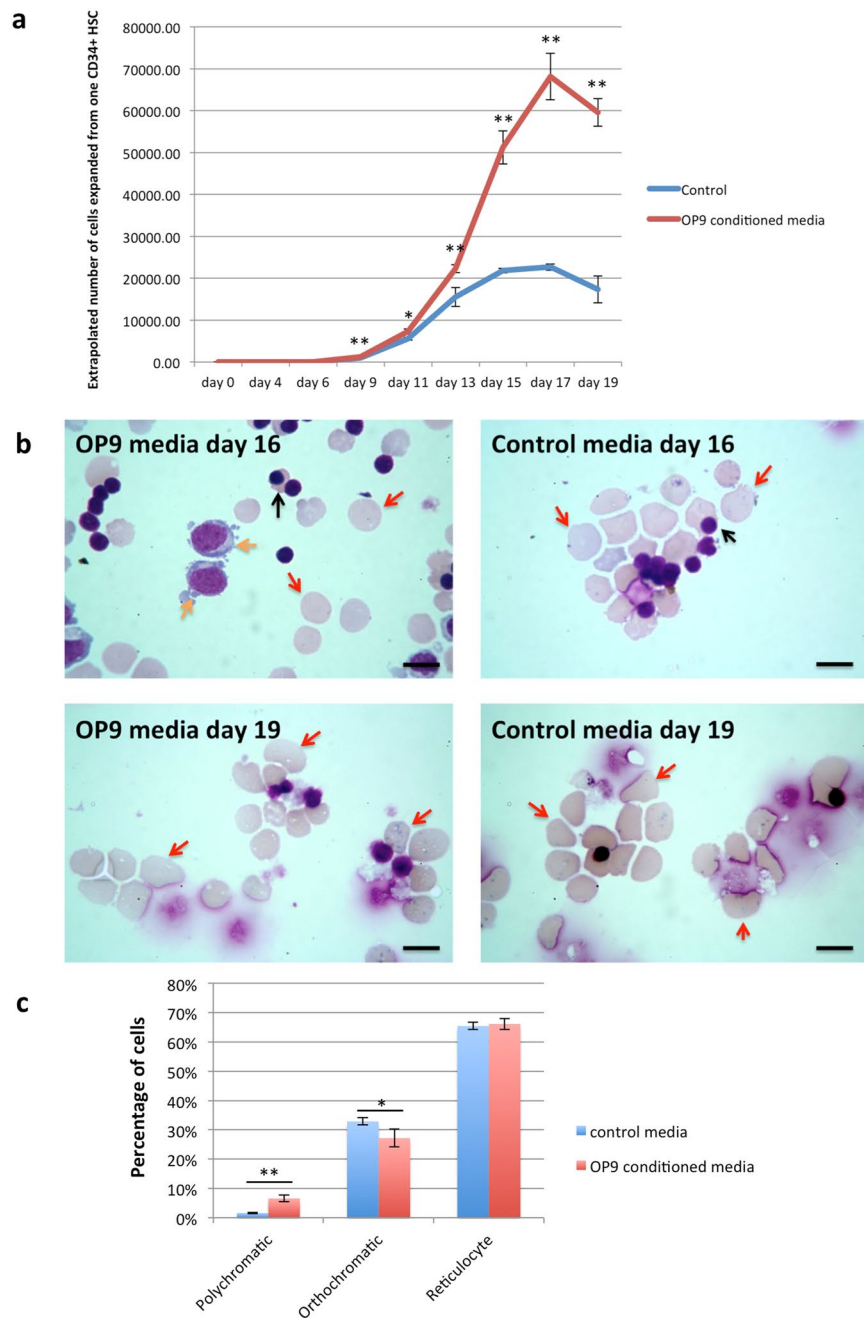 a
Extrapolated number of cells expanded from one CD34+ HSC
80000.00
70000.00
60000.00
50000.00
40000.00
30000.00
20000.00
10000.00
0.00
** * ** ** ** **
day 0 day 4 day 6 day 9 day 11 day 13 day 15 day 17 day 19
Control
OP9 conditioned media
b
OP9 media day 16
Control media day 16
OP9 media day 19
Control media day 19
c
Percentage of cells
80%
70%
60%
50%
40%
30%
20%
10%
0%
**
*
Polychromatic
Orthochromatic
Reticulocyte
control media
OP9 conditioned media